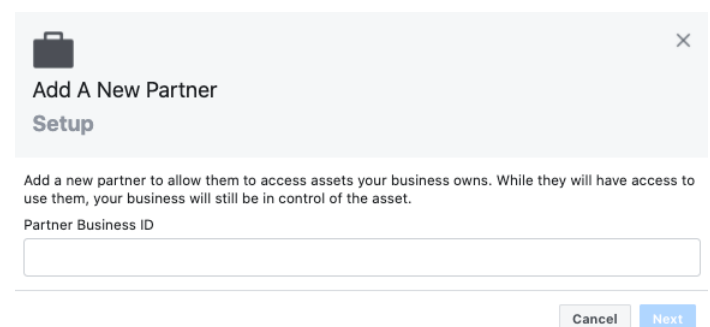 Add A New Partner
Setup
Add a new partner to allow them to access assets your business owns. While they will have access to
use them, your business will still be in control of the asset.
Partner Business ID
Cancel Next